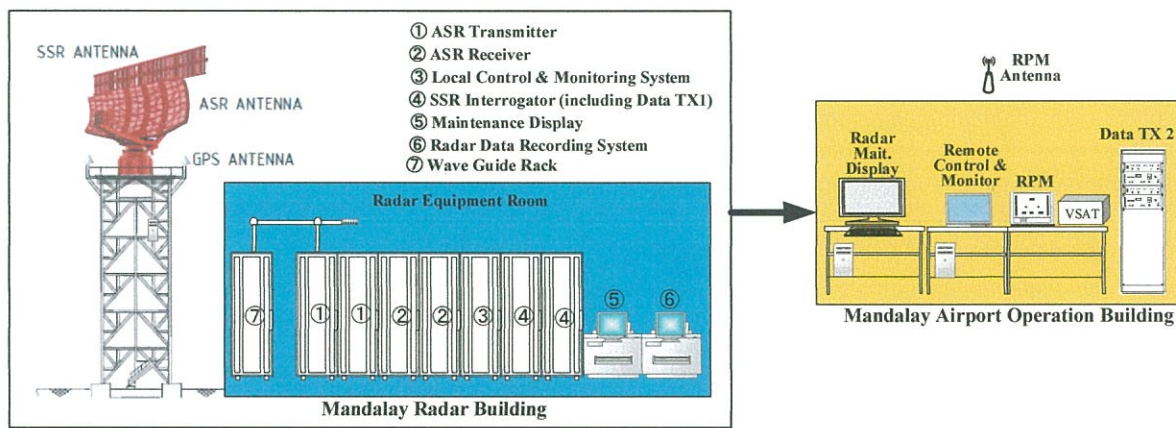 SSR ANTENNA
ASR ANTENNA
GPS ANTENNA
① ASR Transmitter
② ASR Receiver
③ Local Control & Monitoring System
④ SSR Interrogator (including Data TX1)
⑤ Maintenance Display
⑥ Radar Data Recording System
⑦ Wave Guide Rack
Radar Equipment Room
⑦ ① ① ② ② ③ ④ ④ ⑤ ⑥
Mandalay Radar Building
RPM
Antenna
Radar
Mait.
Display
Remote
Control &
Monitor
RPM
VSAT
Data TX 2
Mandalay Airport Operation Building